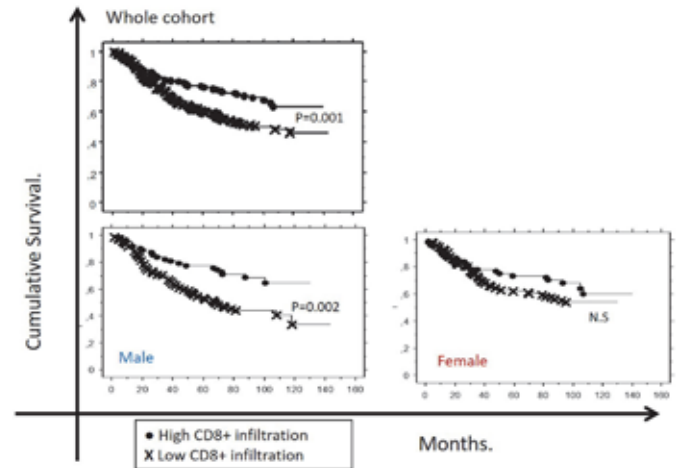 Whole cohort
1
.8
.6
.4
.2
0
P=0.001
Cumulative Survival.
1
.8
.6
.4
.2
0
P=0.002
Male
0 20 40 60 80 100 120 140 160
1
.8
.6
.4
.2
0
N.S
Female
0 20 40 60 80 100 120 140 160
High CD8+ infiltration
X Low CD8+ infiltration
Months.